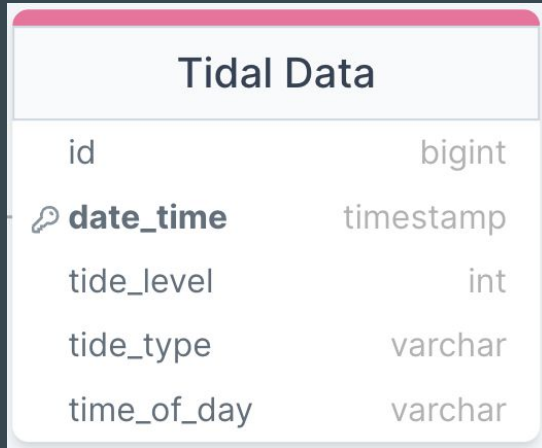 Tidal Data
id bigint
date_time timestamp
tide_level int
tide_type varchar
time_of_day varchar